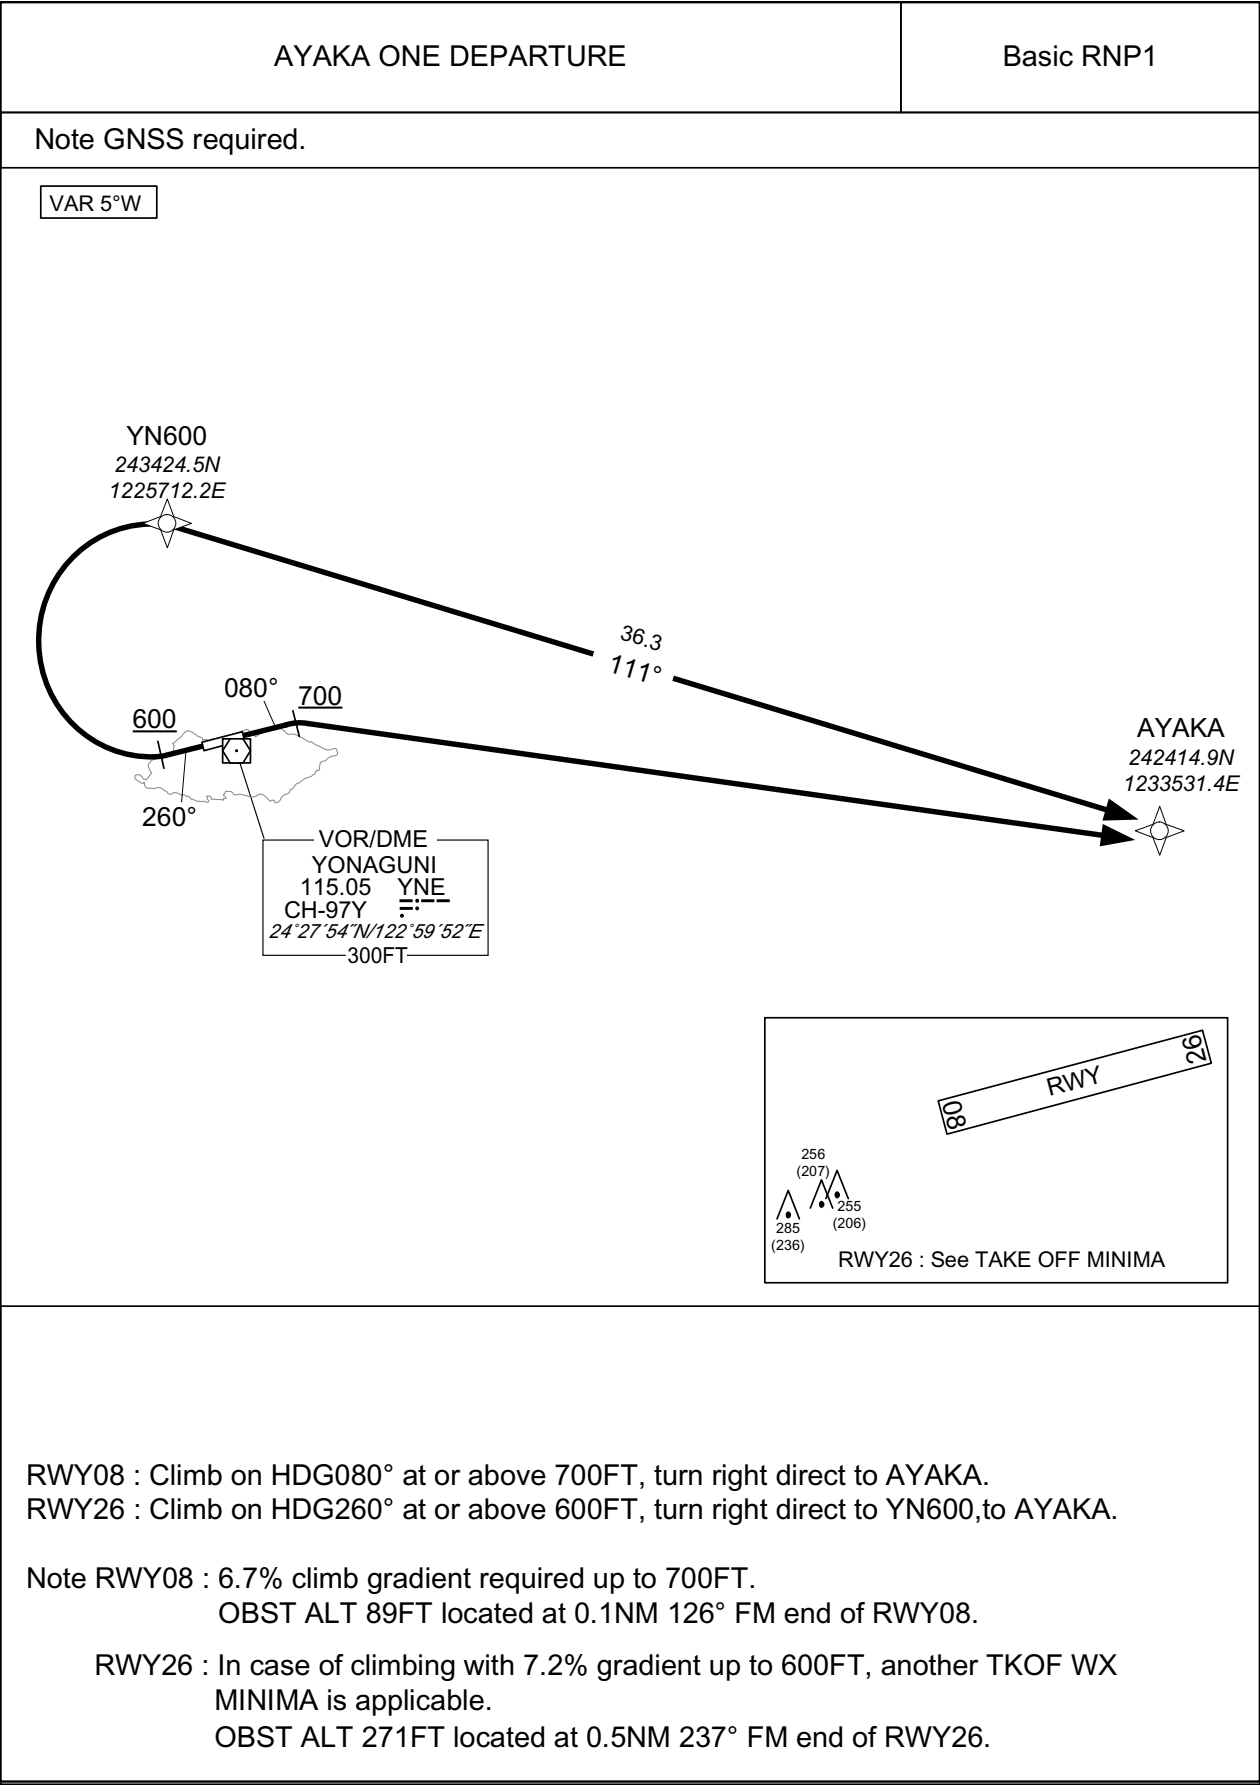 AYAKA ONE DEPARTURE
Basic RNP1
Note GNSS required.
VAR 5°W
YN600
243424.5N
1225712.2E
36.3
111°
080°
700
600
260°
AYAKA
242414.9N
1233531.4E
VOR/DME
YONAGUNI
115.05 YNE
CH-97Y
24°27´54˝N/122°59´52˝E
300FT
26
RWY
08
256
(207)
255
(206)
285
(236)
RWY26 : See TAKE OFF MINIMA
RWY08 : Climb on HDG080° at or above 700FT, turn right direct to AYAKA.
RWY26 : Climb on HDG260° at or above 600FT, turn right direct to YN600,to AYAKA.
Note RWY08 : 6.7% climb gradient required up to 700FT.
OBST ALT 89FT located at 0.1NM 126° FM end of RWY08.
RWY26 : In case of climbing with 7.2% gradient up to 600FT, another TKOF WX
MINIMA is applicable.
OBST ALT 271FT located at 0.5NM 237° FM end of RWY26.